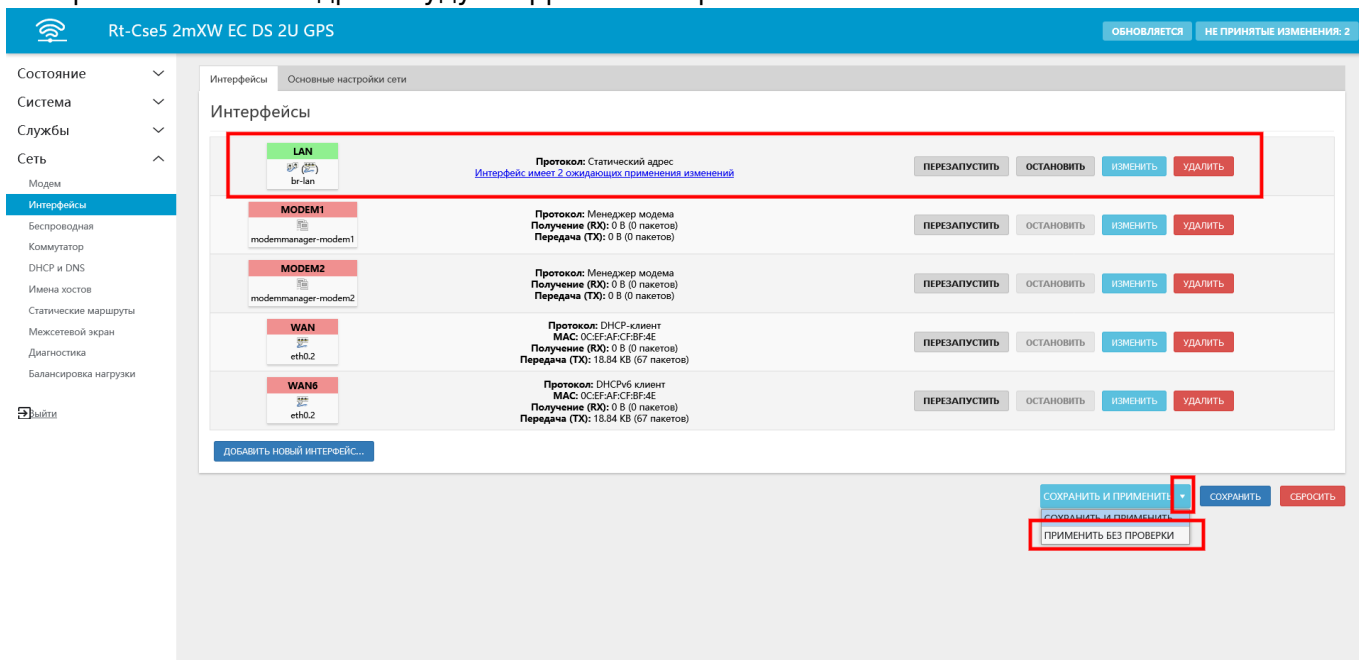 Rt-Cse5 2mXW EC DS 2U GPS
ОБНОВЛЯЕТСЯ
НЕ ПРИНЯТЫЕ ИЗМЕНЕНИЯ: 2
Состояние
Система
Службы
Сеть
Модем
Интерфейсы
Беспроводная
Коммутатор
DHCP и DNS
Имена хостов
Статические маршруты
Межсетевой экран
Диагностика
Балансировка нагрузки
Выйти
Интерфейсы
Основные настройки сети
Интерфейсы
LAN
br-lan
Протокол: Статический адрес
Интерфейс имеет 2 ожидающих применения изменений
ПЕРЕЗАПУСТИТЬ
ОСТАНОВИТЬ
ИЗМЕНИТЬ
УДАЛИТЬ
MODEM1
modemmanager-modem1
Протокол: Менеджер модема
Получение (RX): 0 B (0 пакетов)
Передача (TX): 0 B (0 пакетов)
ПЕРЕЗАПУСТИТЬ
ОСТАНОВИТЬ
ИЗМЕНИТЬ
УДАЛИТЬ
MODEM2
modemmanager-modem2
Протокол: Менеджер модема
Получение (RX): 0 B (0 пакетов)
Передача (TX): 0 B (0 пакетов)
ПЕРЕЗАПУСТИТЬ
ОСТАНОВИТЬ
ИЗМЕНИТЬ
УДАЛИТЬ
WAN
eth0.2
Протокол: DHCP-клиент
MAC: 0C:EF:AF:CF:BF:4E
Получение (RX): 0 B (0 пакетов)
Передача (TX): 18.84 KB (67 пакетов)
ПЕРЕЗАПУСТИТЬ
ОСТАНОВИТЬ
ИЗМЕНИТЬ
УДАЛИТЬ
WAN6
eth0.2
Протокол: DHCPv6 клиент
MAC: 0C:EF:AF:CF:BF:4E
Получение (RX): 0 B (0 пакетов)
Передача (TX): 18.84 KB (67 пакетов)
ПЕРЕЗАПУСТИТЬ
ОСТАНОВИТЬ
ИЗМЕНИТЬ
УДАЛИТЬ
ДОБАВИТЬ НОВЫЙ ИНТЕРФЕЙС...
СОХРАНИТЬ И ПРИМЕНИТЬ
СОХРАНИТЬ
СБРОСИТЬ
СОХРАНИТЬ И ПРИМЕНИТЬ
ПРИМЕНИТЬ БЕЗ ПРОВЕРКИ